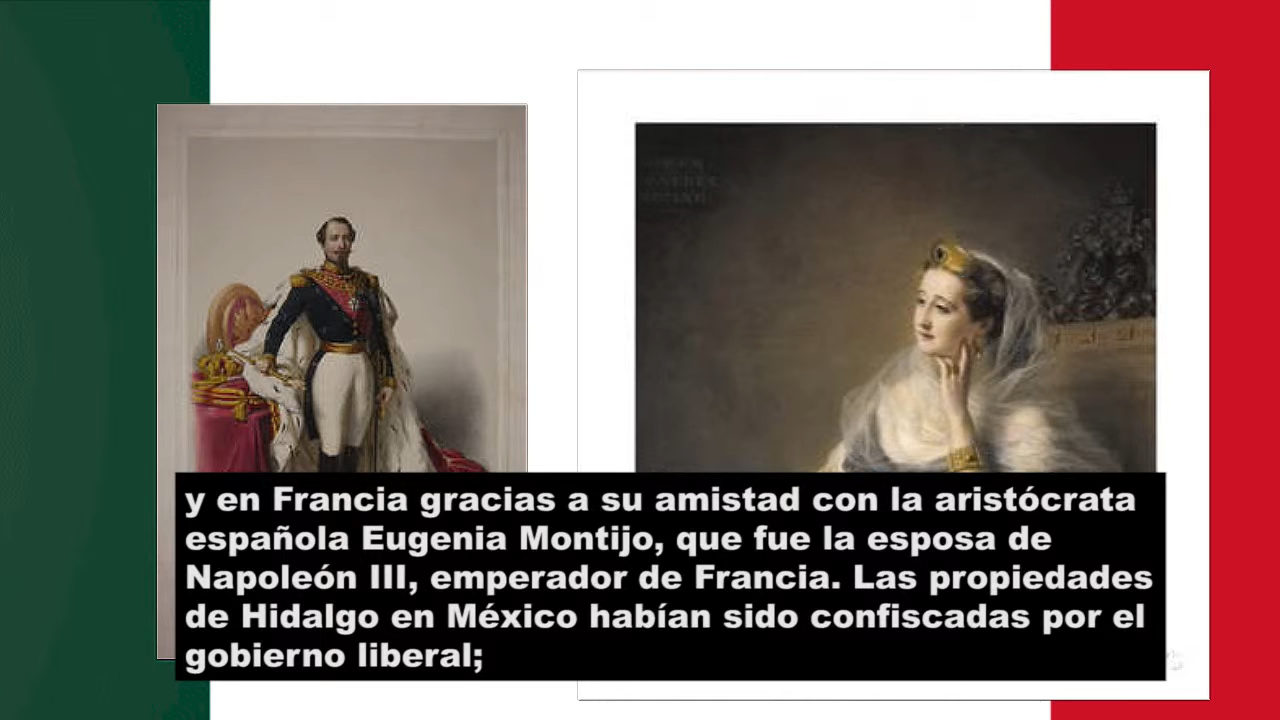 y en Francia gracias a su amistad con la aristócrata
española Eugenia Montijo, que fue la esposa de
Napoleón III, emperador de Francia. Las propiedades
de Hidalgo en México habían sido confiscadas por el
gobierno liberal;